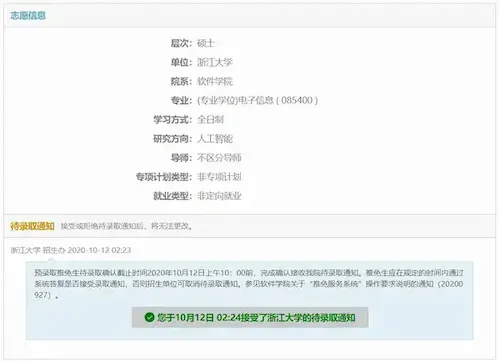 志愿信息
层次: 硕士
单位: 浙江大学
院系: 软件学院
专业: (专业学位)电子信息 ( 085400 )
学习方式: 全日制
研究方向: 人工智能
导师: 不区分导师
专项计划类型: 非专项计划
就业类型: 非定向就业
待录取通知 接受或拒绝待录取通知后，将无法更改。
浙江大学 招生办 2020-10-12 02:23
预录取推免生待录取确认截止时间2020年10月12日上午10：00前，完成确认接收我院待录取通知。推免生应在规定的时间内通过
系统答复是否接受录取通知，否则招生单位可取消待录取通知。参见软件学院关于“推免服务系统”操作要求说明的通知（20200
927）。
您于10月12日 02:24接受了浙江大学的待录取通知